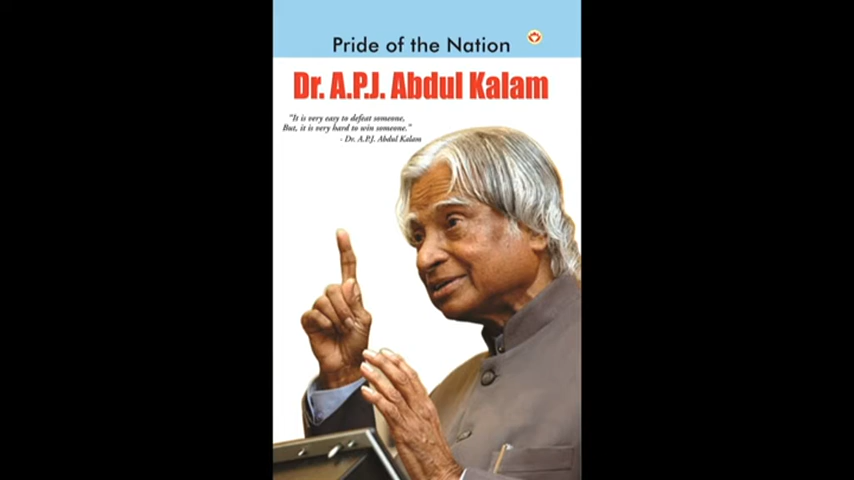 Pride of the Nation
Dr. A.P.J. Abdul Kalam
"It is very easy to defeat someone,
But, it is very hard to win someone."
- Dr. A.P.J. Abdul Kalam